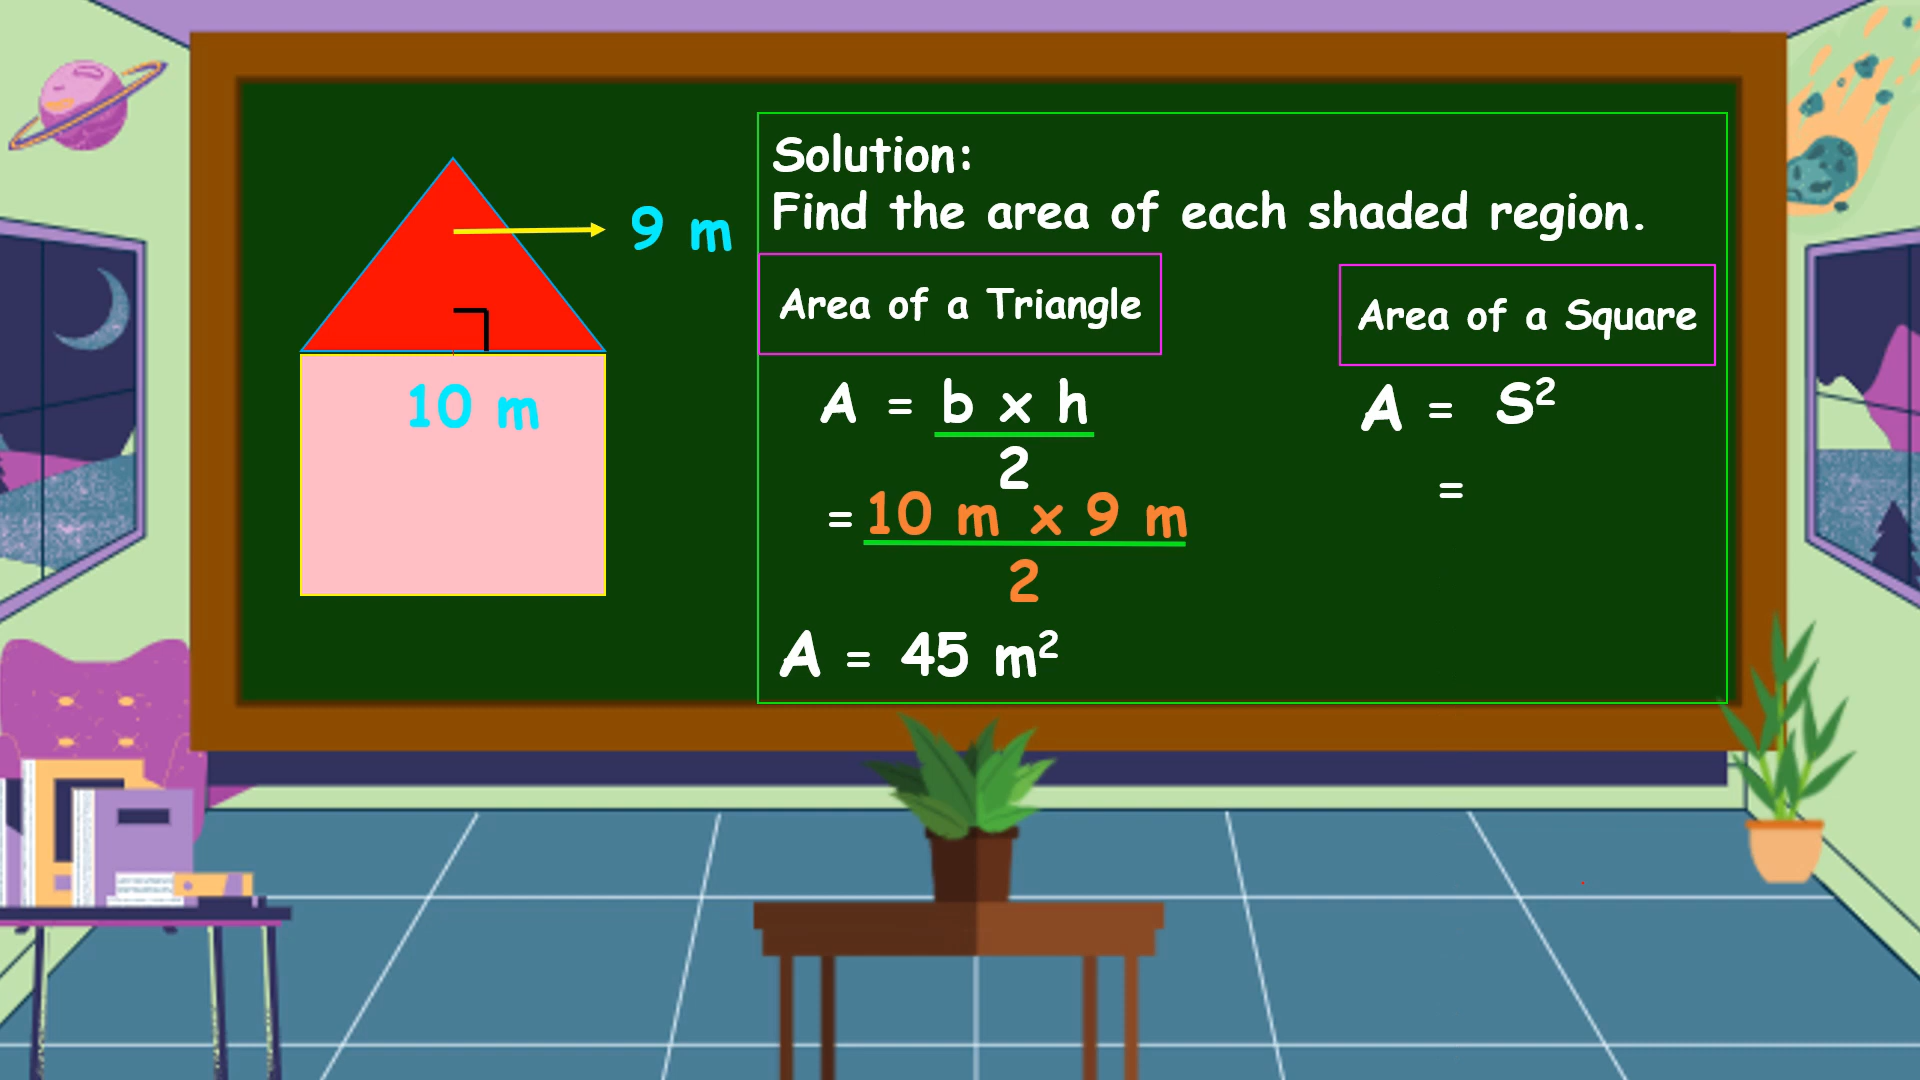 9 m
10 m
Solution:
Find the area of each shaded region.
Area of a Triangle
A = b x h
2
= 10 m x 9 m
2
A = 45 m²
Area of a Square
A = S²
=